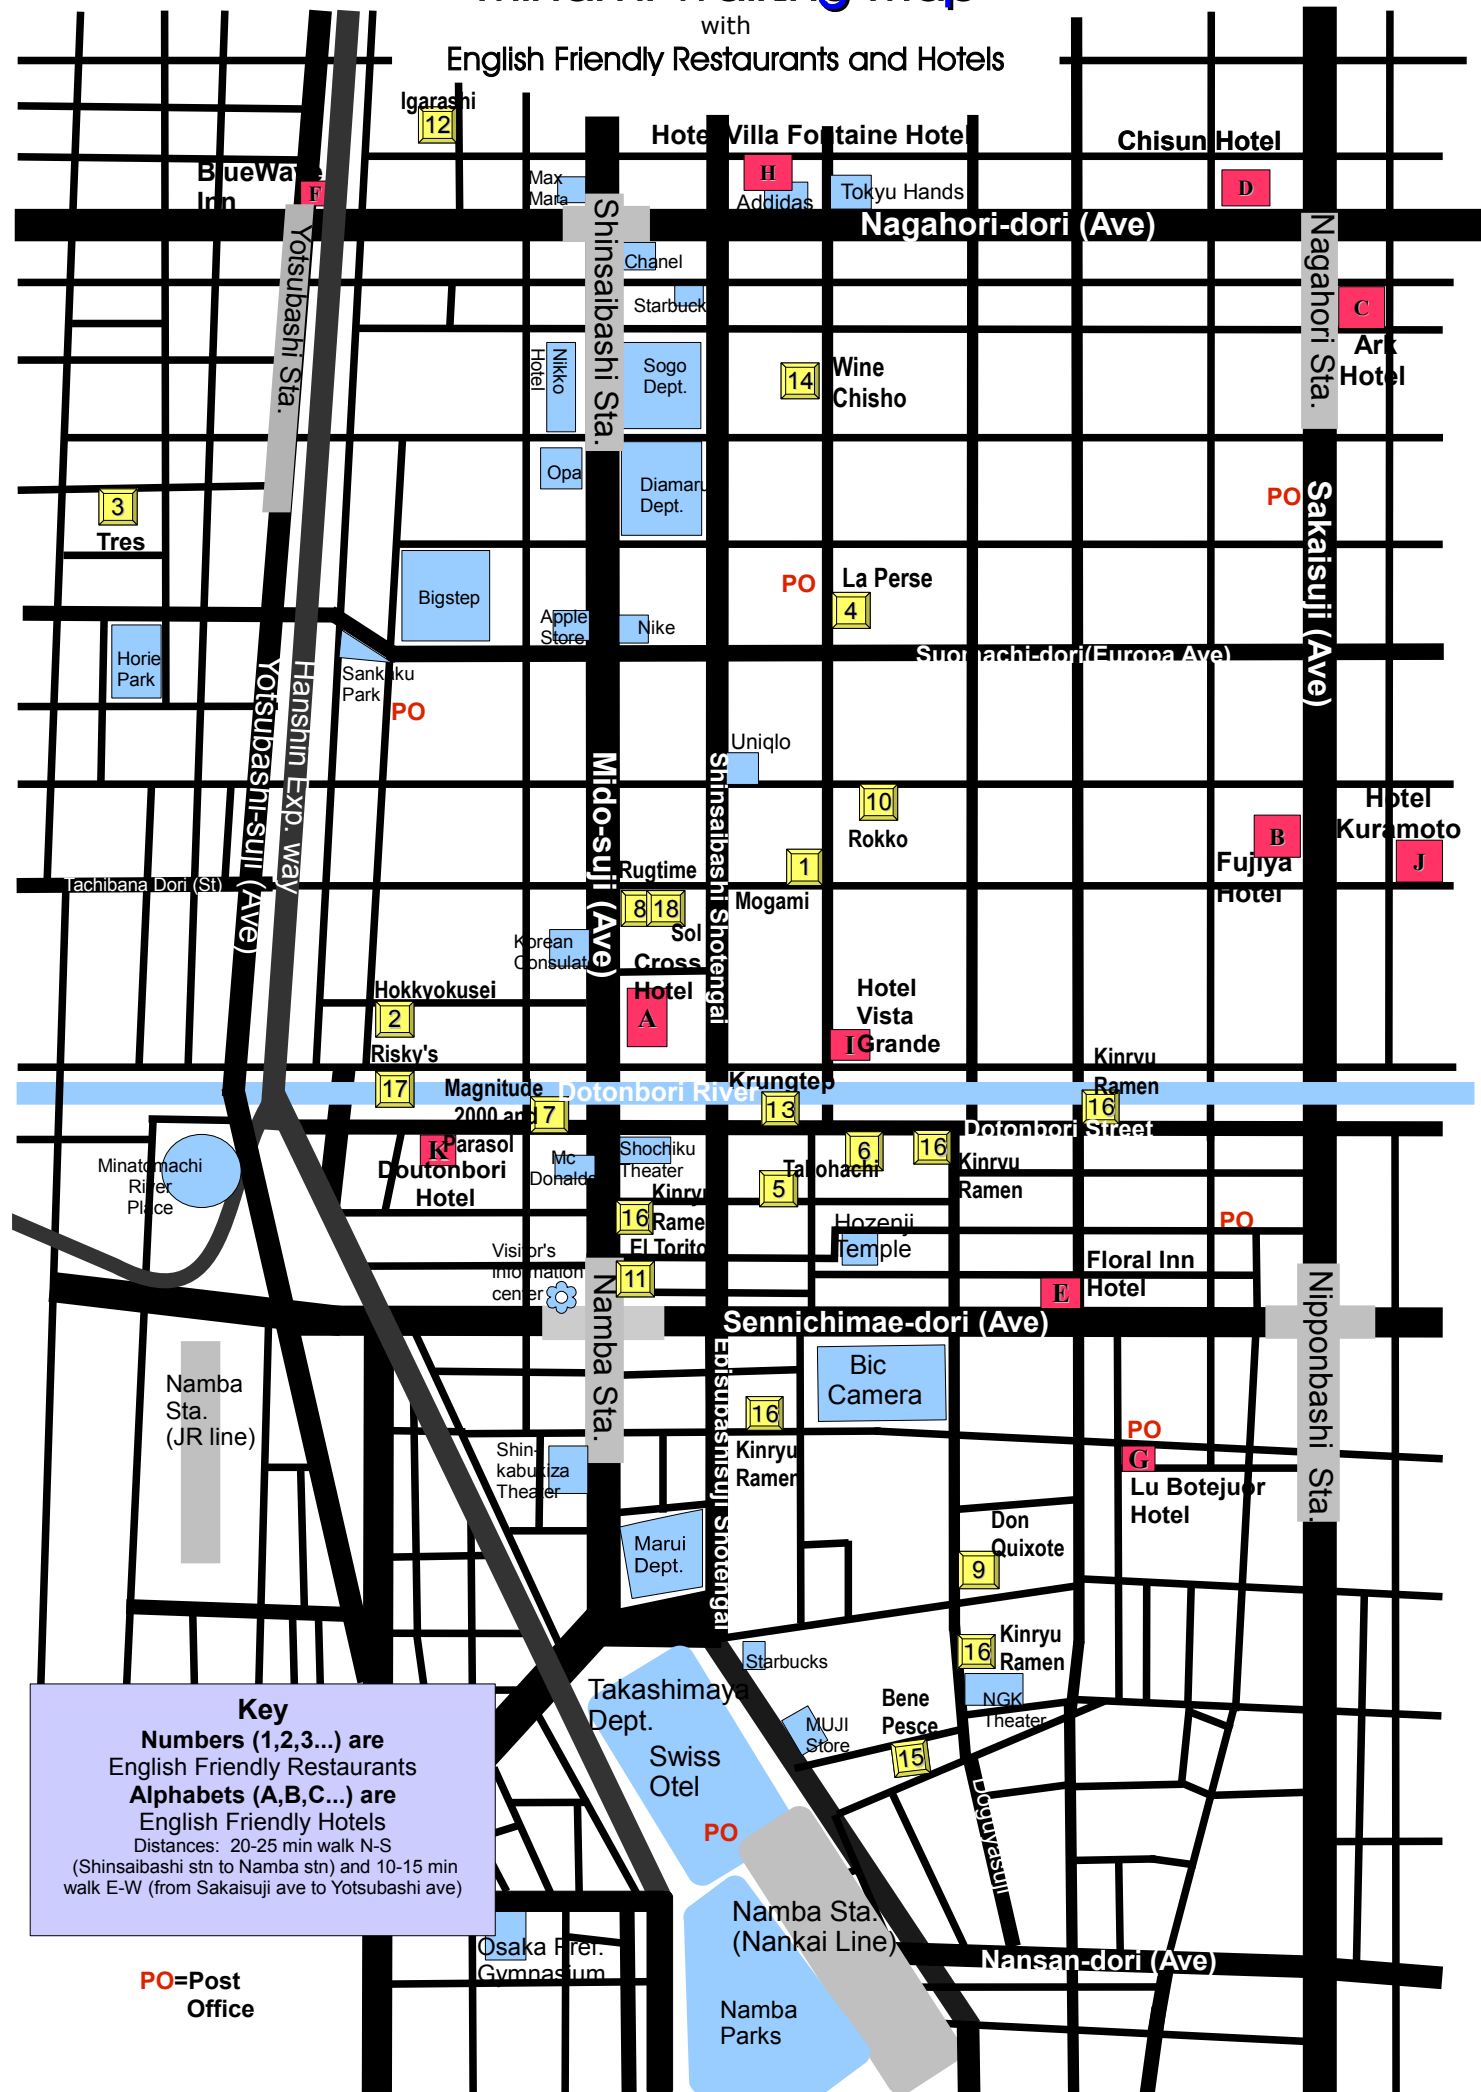 Minami Walking Map
with
English Friendly Restaurants and Hotels
Igarashi
12
Hotel Villa Fontaine Hotel
Chisun Hotel
BlueWave
Inn
F
Max
Mara
H
Addidas
Tokyu Hands
D
Nagahori-dori (Ave)
Yotsubashi Sta.
Shinsaibashi Sta.
Nagahori Sta.
Chanel
Starbuck
C
Ark
Hotel
Nikko
Hotel
Sogo
Dept.
14
Wine
Chisho
Opa
Diamaru
Dept.
PO
Sakaisuji (Ave)
3
Tres
Bigstep
PO
La Perse
4
Apple
Store
Nike
Suomachi-dori(Europa Ave)
Horie
Park
Sankaku
Park
PO
Yotsubashi-suji (Ave)
Hanshin Exp. way
Mido-suji (Ave)
Shinsaibashi Shotengai
Uniqlo
10
Rokko
Hotel
Kuramoto
J
B
Fujiya
Hotel
1
Mogami
Rugtime
8
18
Sol
Tachibana Dori (St)
Korean
Consulat
Cross
Hotel
A
Hokkyokusei
2
Hotel
Vista
Grande
I
Risky's
17
Magnitude
2000 and
7
Parasol
Dotonbori River
Krungtep
13
Kinryu
Ramen
16
Dotonbori Street
K
Doutonbori
Hotel
Minatomachi
River
Place
Mc
Donalds
Shochiku
Theater
Takohachi
6
5
16
Kinryu
Ramen
Kinryu
Rame
16
El Torito
11
Hozenji
Temple
PO
Visitor's
information
center
Floral Inn
Hotel
E
Sennichimae-dori (Ave)
Namba Sta.
Nipponbashi Sta.
Namba
Sta.
(JR line)
Ebisubashisuji Shotengai
Bic
Camera
16
Kinryu
Ramen
PO
G
Lu Botejuor
Hotel
Shin-
kabukiza
Theater
Marui
Dept.
Don
Quixote
9
Kinryu
Ramen
16
Starbucks
Takashimaya
Dept.
Swiss
Otel
PO
MUJI
Store
Bene
Pesce
15
NGK
Theater
Doguyasuji
Key
Numbers (1,2,3...) are
English Friendly Restaurants
Alphabets (A,B,C...) are
English Friendly Hotels
Distances: 20-25 min walk N-S
(Shinsaibashi stn to Namba stn) and 10-15 min
walk E-W (from Sakaisuji ave to Yotsubashi ave)
Namba Sta.
(Nankai Line)
Nansan-dori (Ave)
Osaka Pref.
Gymnasium
Namba
Parks
PO=Post
Office